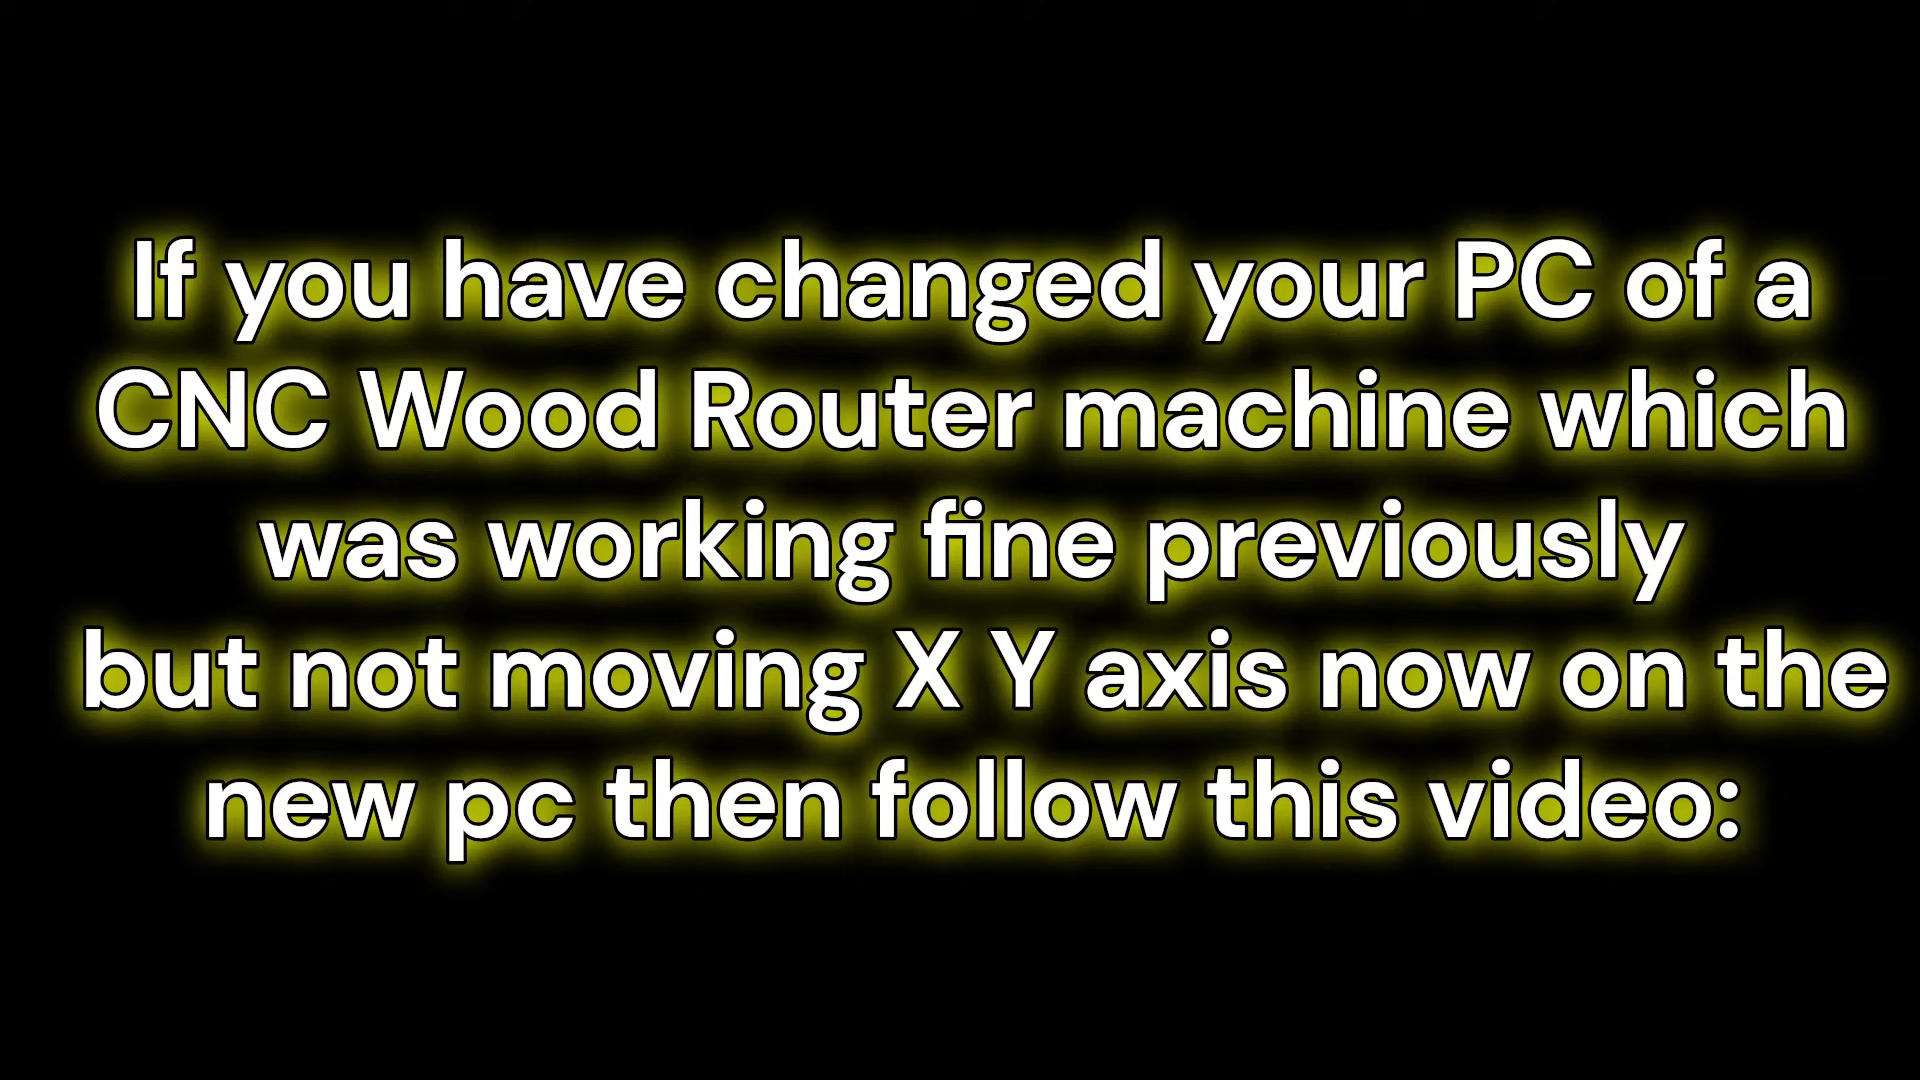 If you have changed your PC of a
CNC Wood Router machine which
was working fine previously
but not moving X Y axis now on the
new pc then follow this video: